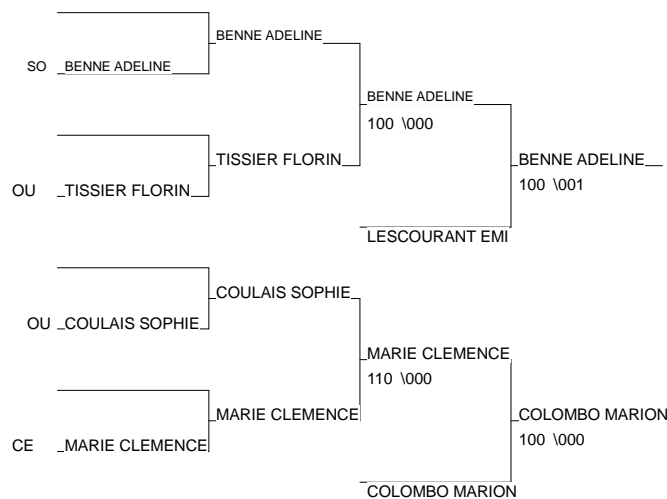 BENNE ADELINE
SO BENNE ADELINE
BENNE ADELINE
100 \000
TISSIER FLORIN
BENNE ADELINE
100 \001
OU TISSIER FLORIN
LESCOURANT EMI
COULAIS SOPHIE
OU COULAIS SOPHIE
MARIE CLEMENCE
110 \000
MARIE CLEMENCE
COLOMBO MARION
100 \000
CE MARIE CLEMENCE
COLOMBO MARION